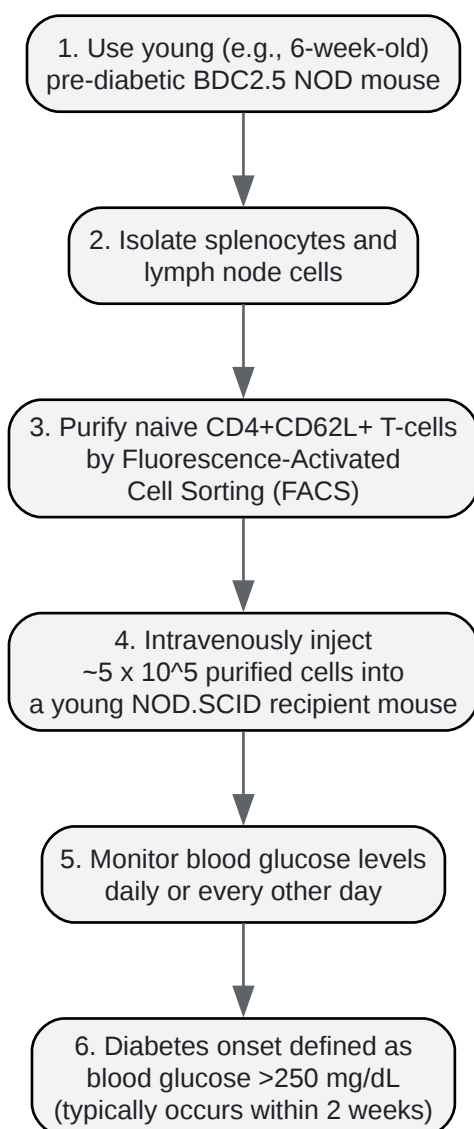 1. Use young (e.g., 6-week-old)
pre-diabetic BDC2.5 NOD mouse
2. Isolate splenocytes and
lymph node cells
3. Purify naive CD4+CD62L+ T-cells
by Fluorescence-Activated
Cell Sorting (FACS)
4. Intravenously inject
~5 x 10^5 purified cells into
a young NOD.SCID recipient mouse
5. Monitor blood glucose levels
daily or every other day
6. Diabetes onset defined as
blood glucose >250 mg/dL
(typically occurs within 2 weeks)